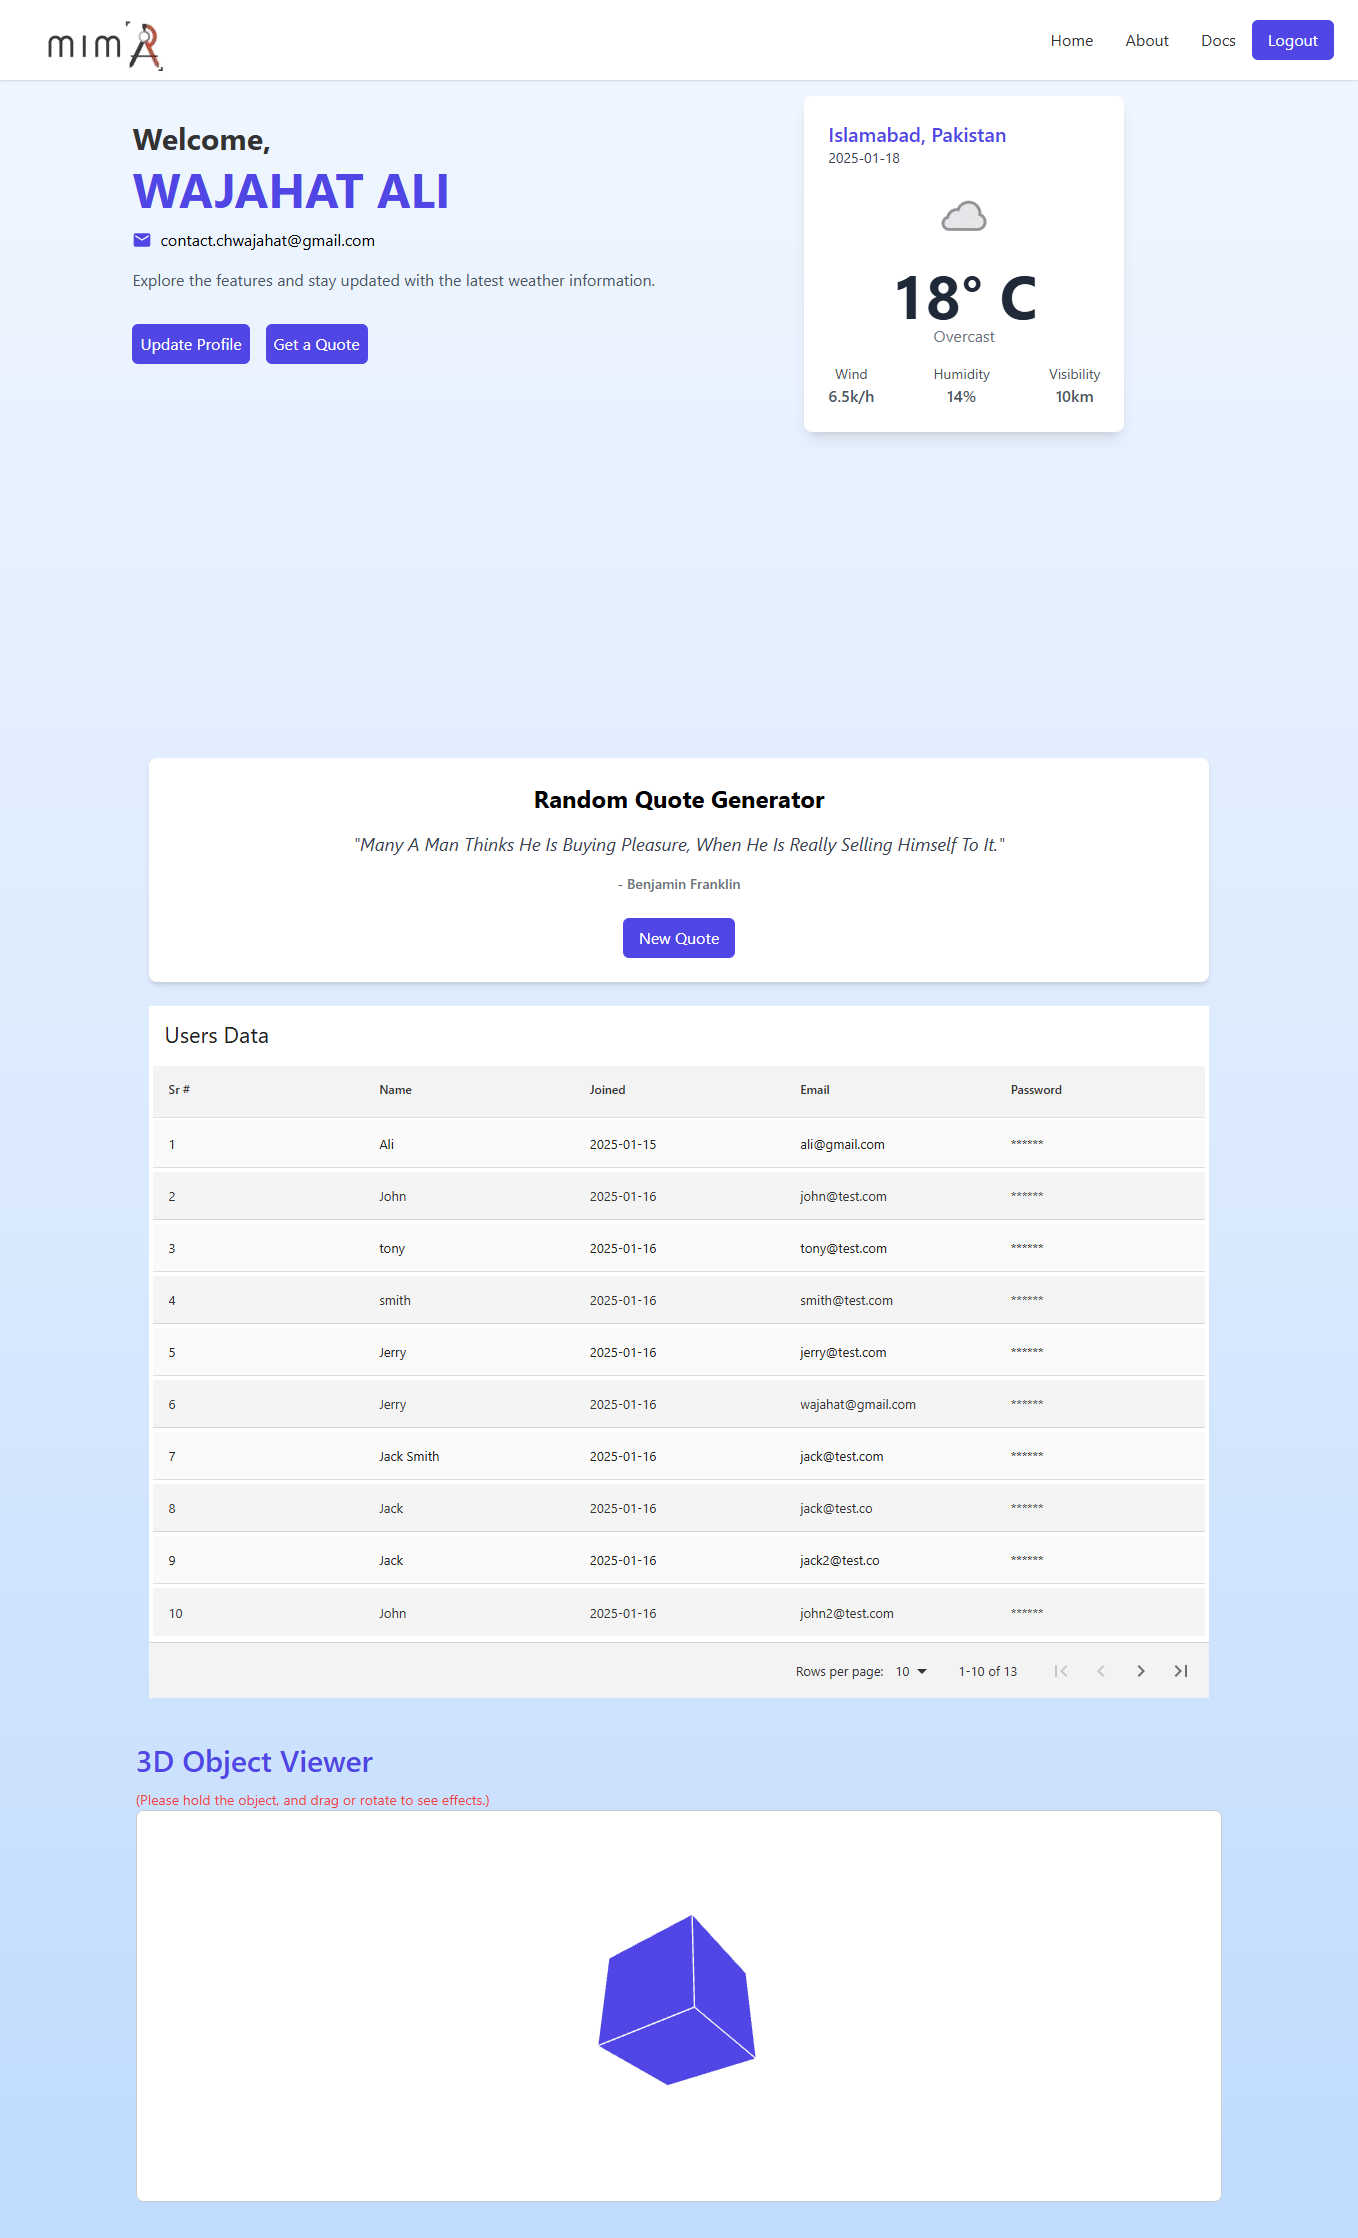 mimAR
Home About Docs Logout
Welcome,
WAJAHAT ALI
contact.chwajahat@gmail.com
Explore the features and stay updated with the latest weather information.
Update Profile Get a Quote
Islamabad, Pakistan
2025-01-18
18° C
Overcast
Wind Humidity Visibility
6.5k/h 14% 10km
Random Quote Generator
"Many A Man Thinks He Is Buying Pleasure, When He Is Really Selling Himself To It."
- Benjamin Franklin
New Quote
Users Data
Sr # Name Joined Email Password
1 Ali 2025-01-15 ali@gmail.com ******
2 John 2025-01-16 john@test.com ******
3 tony 2025-01-16 tony@test.com ******
4 smith 2025-01-16 smith@test.com ******
5 Jerry 2025-01-16 jerry@test.com ******
6 Jerry 2025-01-16 wajahat@gmail.com ******
7 Jack Smith 2025-01-16 jack@test.com ******
8 Jack 2025-01-16 jack@test.co ******
9 Jack 2025-01-16 jack2@test.co ******
10 John 2025-01-16 john2@test.com ******
Rows per page: 10 1-10 of 13
3D Object Viewer
(Please hold the object, and drag or rotate to see effects.)